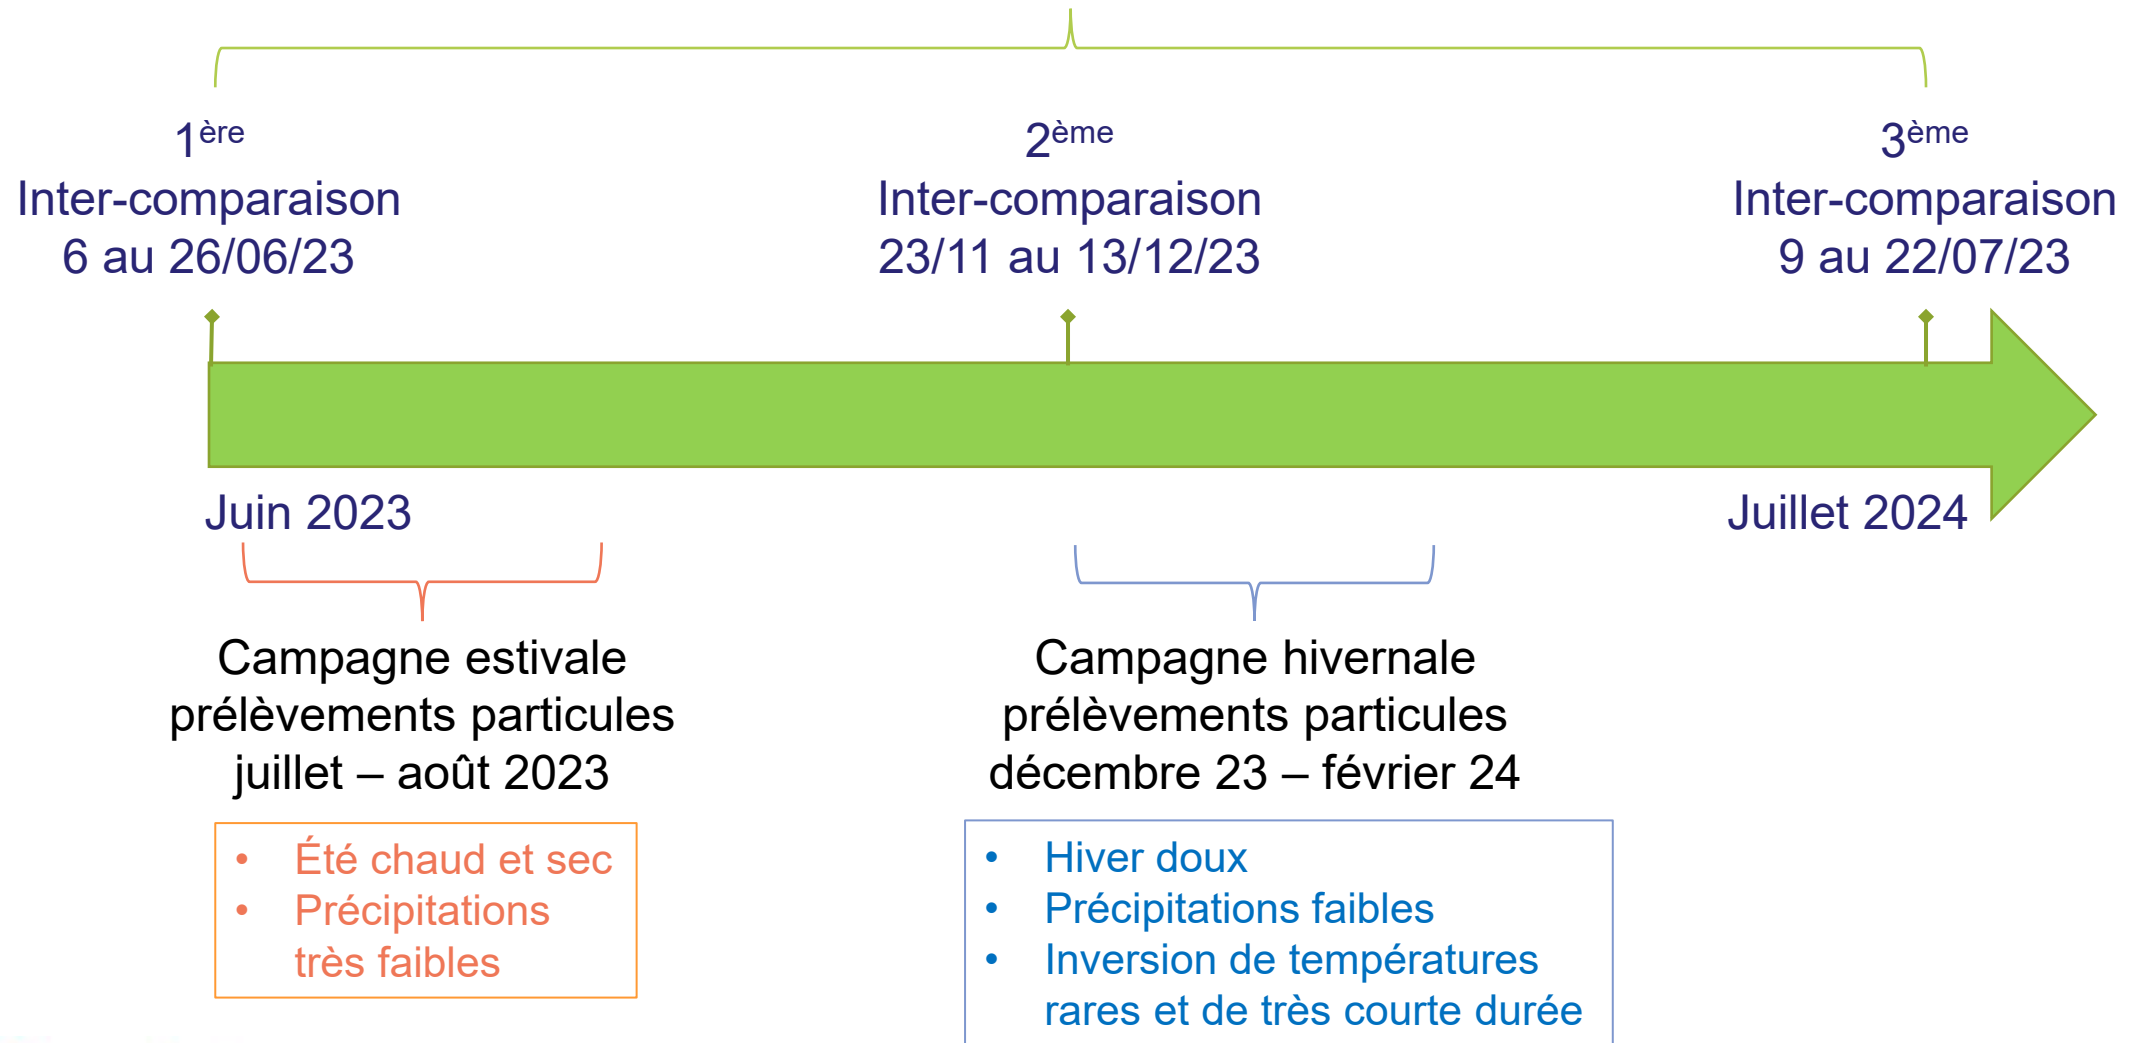 1ère
Inter-comparaison
6 au 26/06/23
2ème
Inter-comparaison
23/11 au 13/12/23
3ème
Inter-comparaison
9 au 22/07/23
Juin 2023
Juillet 2024
Campagne estivale
prélèvements particules
juillet – août 2023
• Été chaud et sec
• Précipitations
très faibles
Campagne hivernale
prélèvements particules
décembre 23 – février 24
• Hiver doux
• Précipitations faibles
• Inversion de températures
rares et de très courte durée